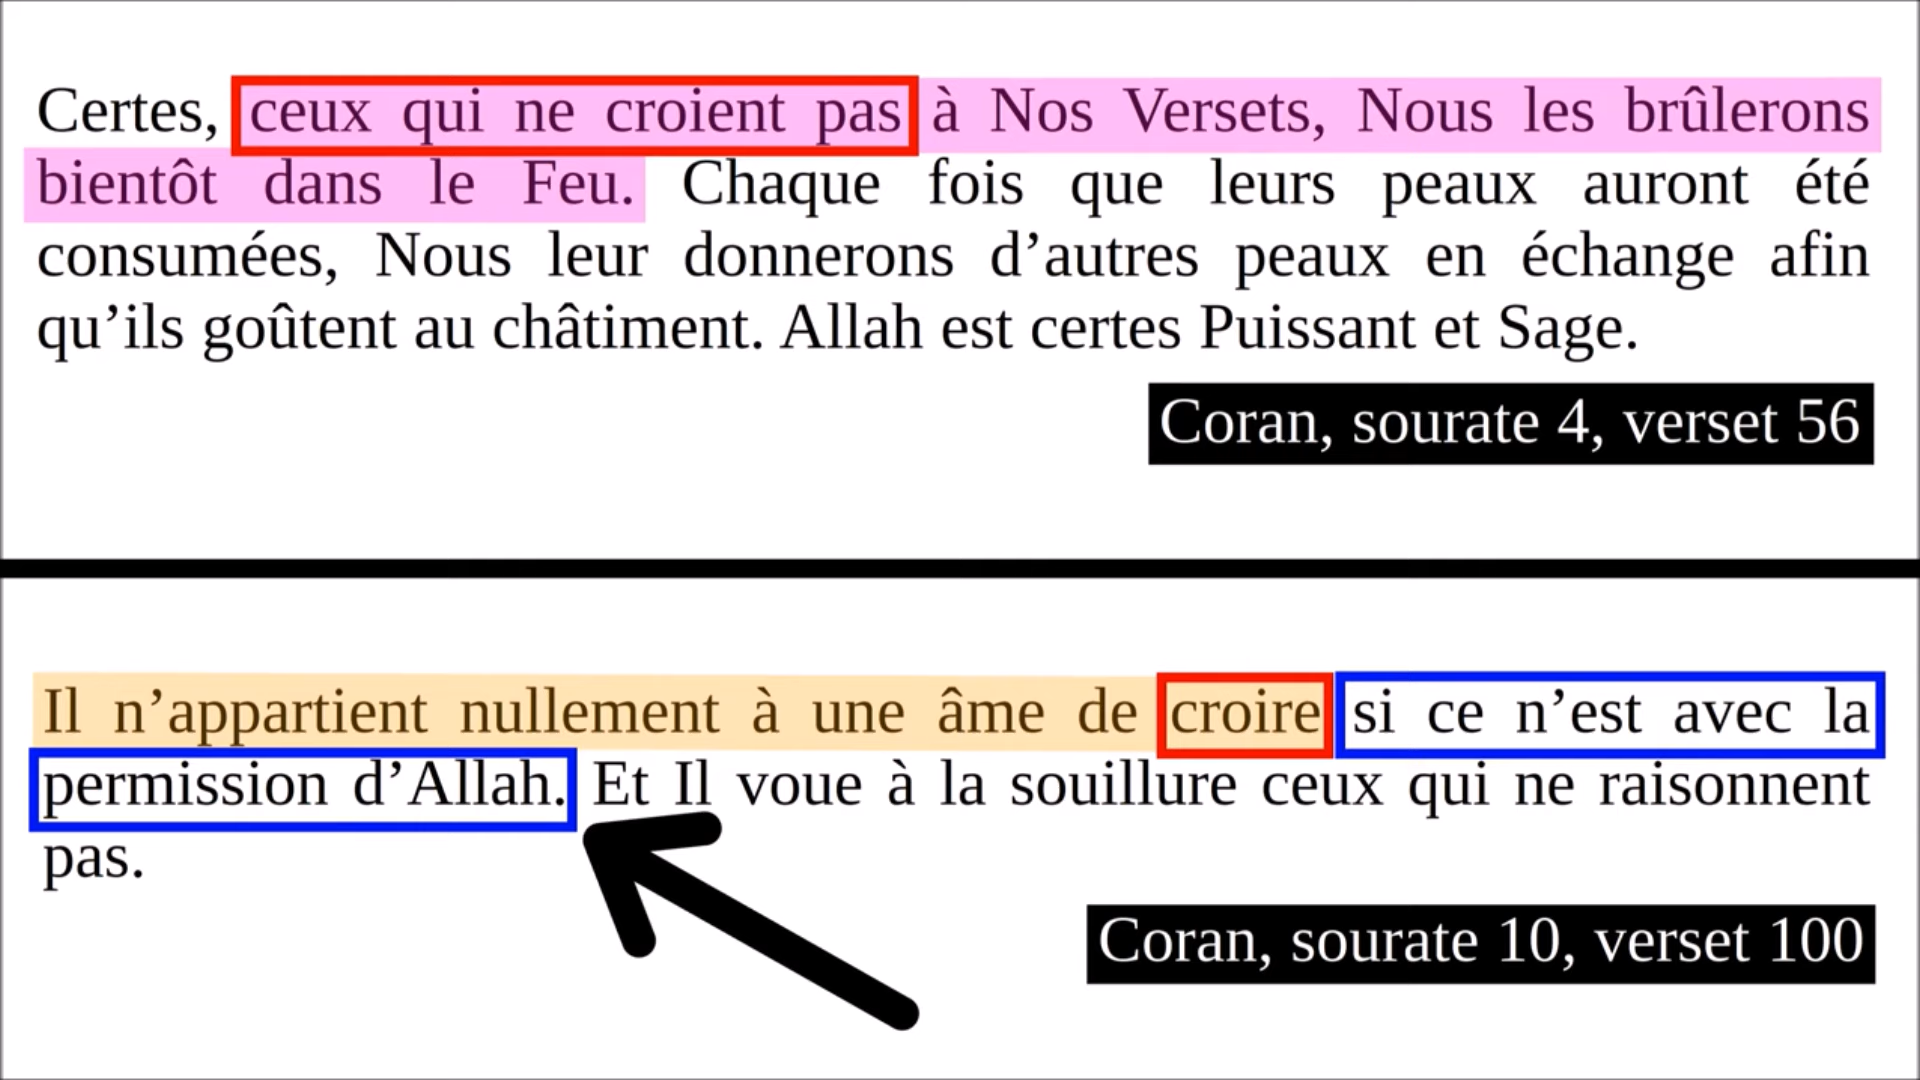 Certes, ceux qui ne croient pas à Nos Versets, Nous les brûlerons
bientôt dans le Feu. Chaque fois que leurs peaux auront été
consumées, Nous leur donnerons d’autres peaux en échange afin
qu’ils goûtent au châtiment. Allah est certes Puissant et Sage.
Coran, sourate 4, verset 56
Il n’appartient nullement à une âme de croire si ce n’est avec la
permission d’Allah. Et Il voue à la souillure ceux qui ne raisonnent
pas.
Coran, sourate 10, verset 100